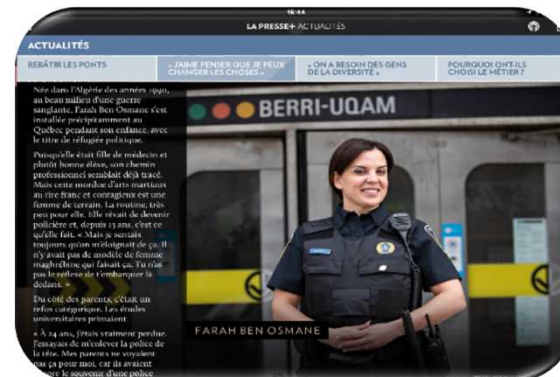 16:44
LA PRESSE+ ACTUALITÉS
ACTUALITÉS
REBÂTIR LES PONTS
« J'AIME PENSER QUE JE PEUX
CHANGER LES CHOSES »
« ON A BESOIN DES GENS
DE LA DIVERSITÉ »
POURQUOI ONT-ILS
CHOISI LE MÉTIER ?
Née dans l'Algérie des années 1990,
au beau milieu d'une guerre
sanglante, Farah Ben Osmane s'est
installée précipitamment au
Québec pendant son enfance, avec
le titre de réfugiée politique.
Puisqu'elle était fille de médecin et
plutôt bonne élève, son chemin
professionnel semblait déjà tracé.
Mais cette mordue d'arts martiaux
au rire franc et contagieux est une
femme de terrain. La routine, très
peu pour elle. Elle rêvait de devenir
policière et, depuis 13 ans, c'est ce
qu'elle fait. « Mais je sentais
toujours qu'on m'éloignait de ça. Il
n'y avait pas de modèle de femme
maghrébine qui faisait ça. Tu n'as
pas le réflexe de t'embarquer là
dedans. »
Du côté des parents, c'était un
refus catégorique. Les études
universitaires primaient.
« À 24 ans, j'étais vraiment perdue.
J'essayais de m'enlever la police de
la tête. Mes parents ne voyaient
pas ça pour moi, car ils avaient
le souvenir d'une police
BERRI-UQAM
FARAH BEN OSMANE